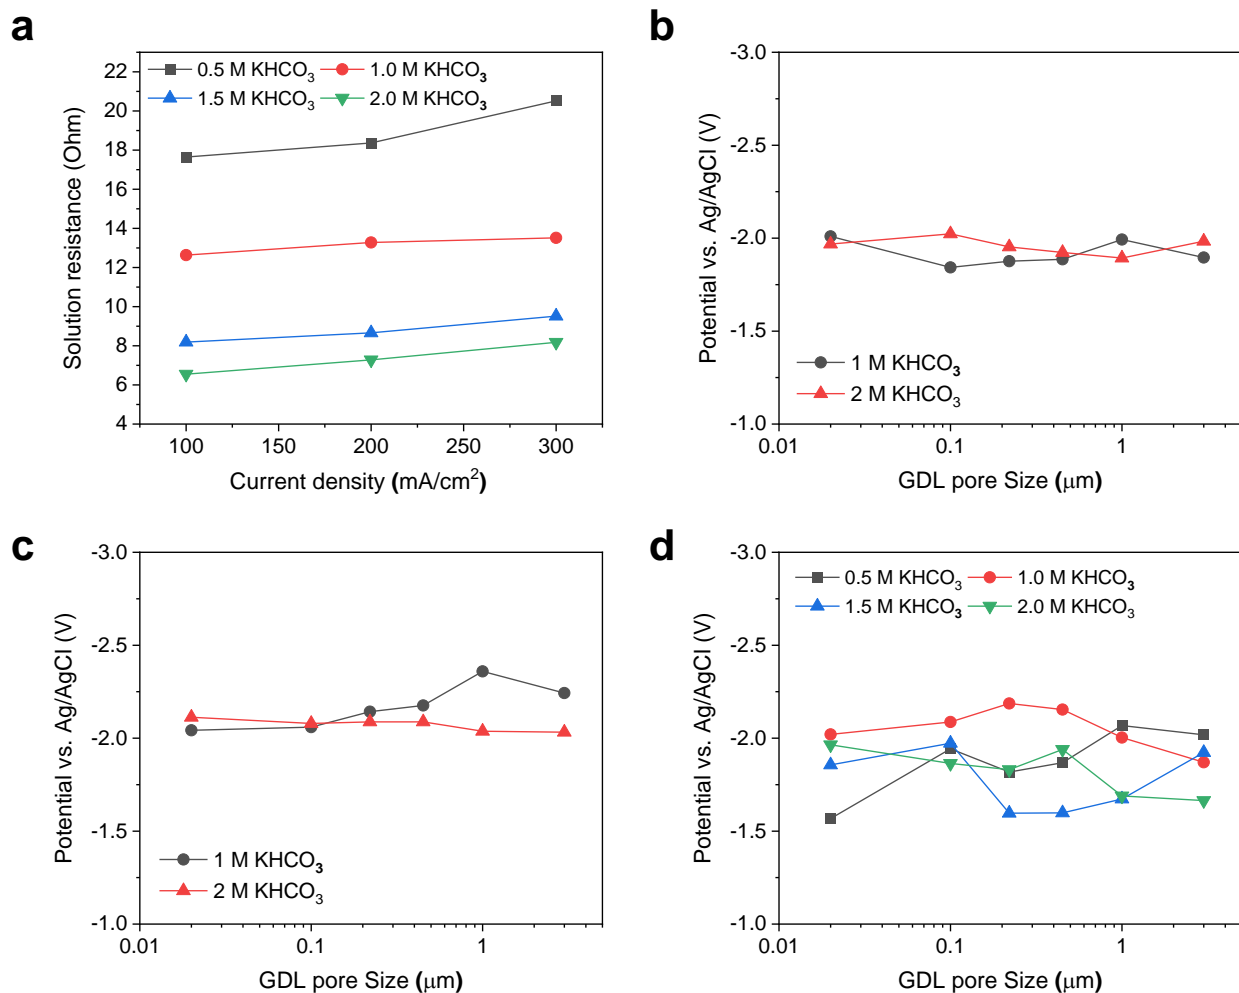 a
0.5 M KHCO3
1.0 M KHCO3
1.5 M KHCO3
2.0 M KHCO3
22
20
18
16
14
12
10
8
6
4
100
150
200
250
300
Solution resistance (Ohm)
Current density (mA/cm2)
b
-3.0
-2.5
-2.0
-1.5
-1.0
0.01
0.1
1
Potential vs. Ag/AgCl (V)
1 M KHCO3
2 M KHCO3
GDL pore Size (μm)
c
-3.0
-2.5
-2.0
-1.5
-1.0
0.01
0.1
1
Potential vs. Ag/AgCl (V)
1 M KHCO3
2 M KHCO3
GDL pore Size (μm)
d
0.5 M KHCO3
1.0 M KHCO3
1.5 M KHCO3
2.0 M KHCO3
-3.0
-2.5
-2.0
-1.5
-1.0
0.01
0.1
1
Potential vs. Ag/AgCl (V)
GDL pore Size (μm)